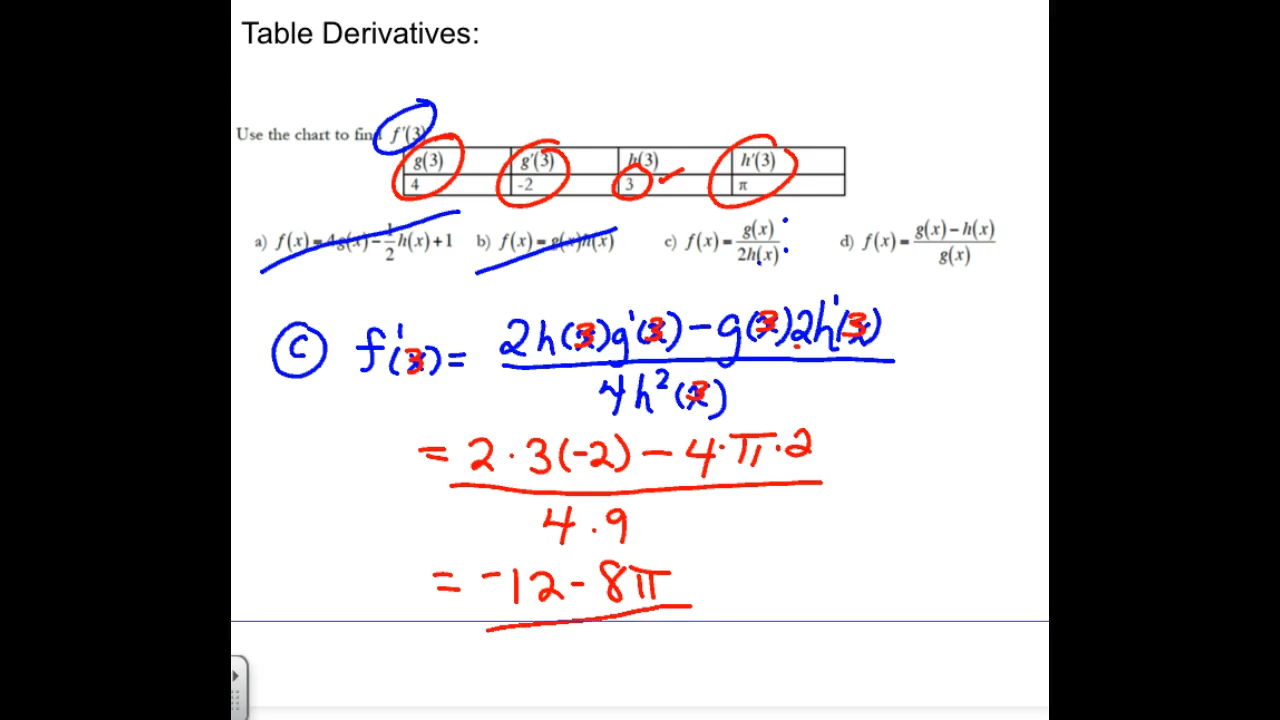 Table Derivatives:
Use the chart to find f'(3)
g(3) g'(3) h(3) h'(3)
4 -2 3 π
a) f(x) = 4g(x) - 1/2 h(x) + 1 b) f(x) = g(x)h(x) c) f(x) = g(x)/2h(x) d) f(x) = g(x) - h(x)/g(x)
c f'(3) = 2h(3)g'(3) - g(3)2h'(3)
4h²(3)
= 2 · 3(-2) - 4 · π · 2
4 · 9
= -12 - 8π